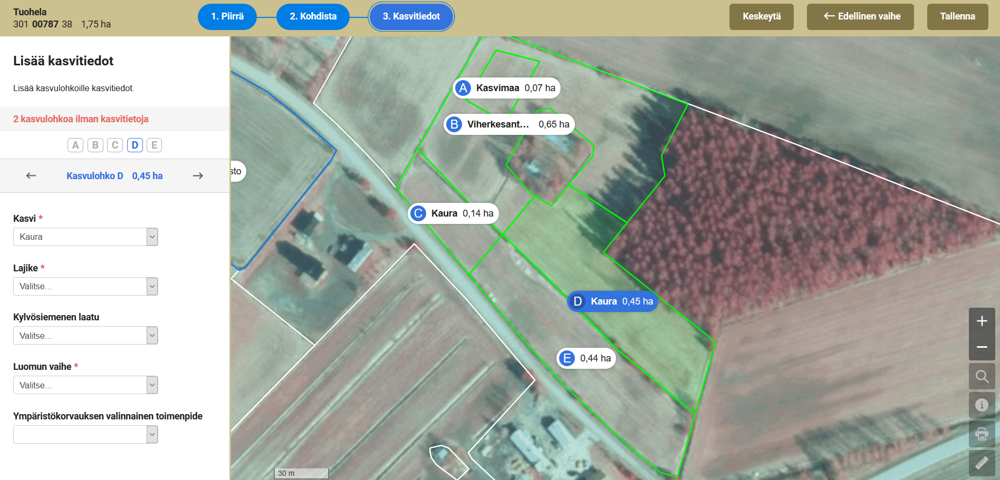 Tuohela
301 00787 38 1,75 ha
1. Piirrä
2. Kohdista
3. Kasvitiedot
Keskeytä
← Edellinen vaihe
Tallenna
Lisää kasvitiedot
Lisää kasvulohkoille kasvitiedot.
2 kasvulohkoa ilman kasvitietoja
A B C D E
← Kasvulohko D 0,45 ha →
Kasvi *
Kaura
Lajike *
Valitse...
Kylvösiemenen laatu
Valitse...
Luomun vaihe *
Valitse...
Ympäristökorvauksen valinnainen toimenpide
A Kasvimaa 0,07 ha
B Viherkesant... 0,65 ha
sto
C Kaura 0,14 ha
D Kaura 0,45 ha
E 0,44 ha
30 m